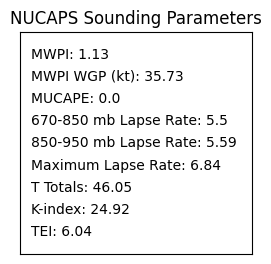 NUCAPS Sounding Parameters
MWPI: 1.13
MWPI WGP (kt): 35.73
MUCAPE: 0.0
670-850 mb Lapse Rate: 5.5
850-950 mb Lapse Rate: 5.59
Maximum Lapse Rate: 6.84
T Totals: 46.05
K-index: 24.92
TEI: 6.04